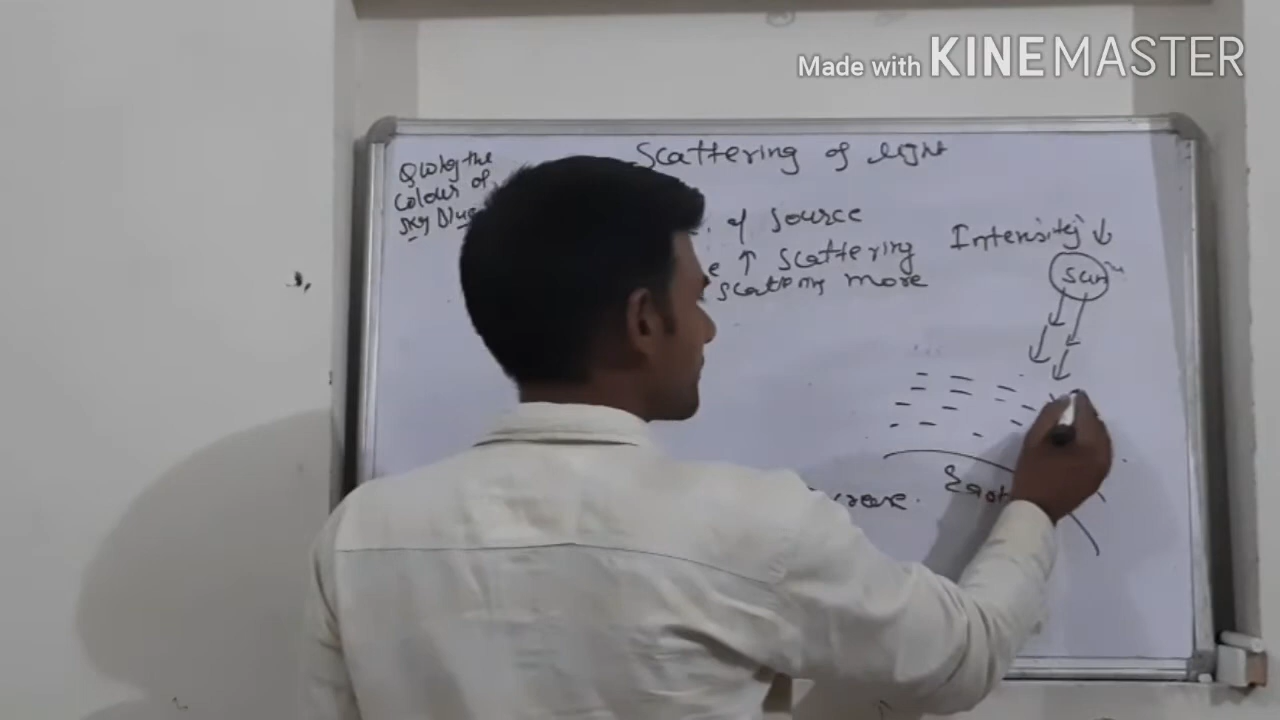 Made with KINEMASTER
Scattering of light
Q why the
colour of
sky blue
of source
↑ scattering
scattering more
Intensity ↓
Sun